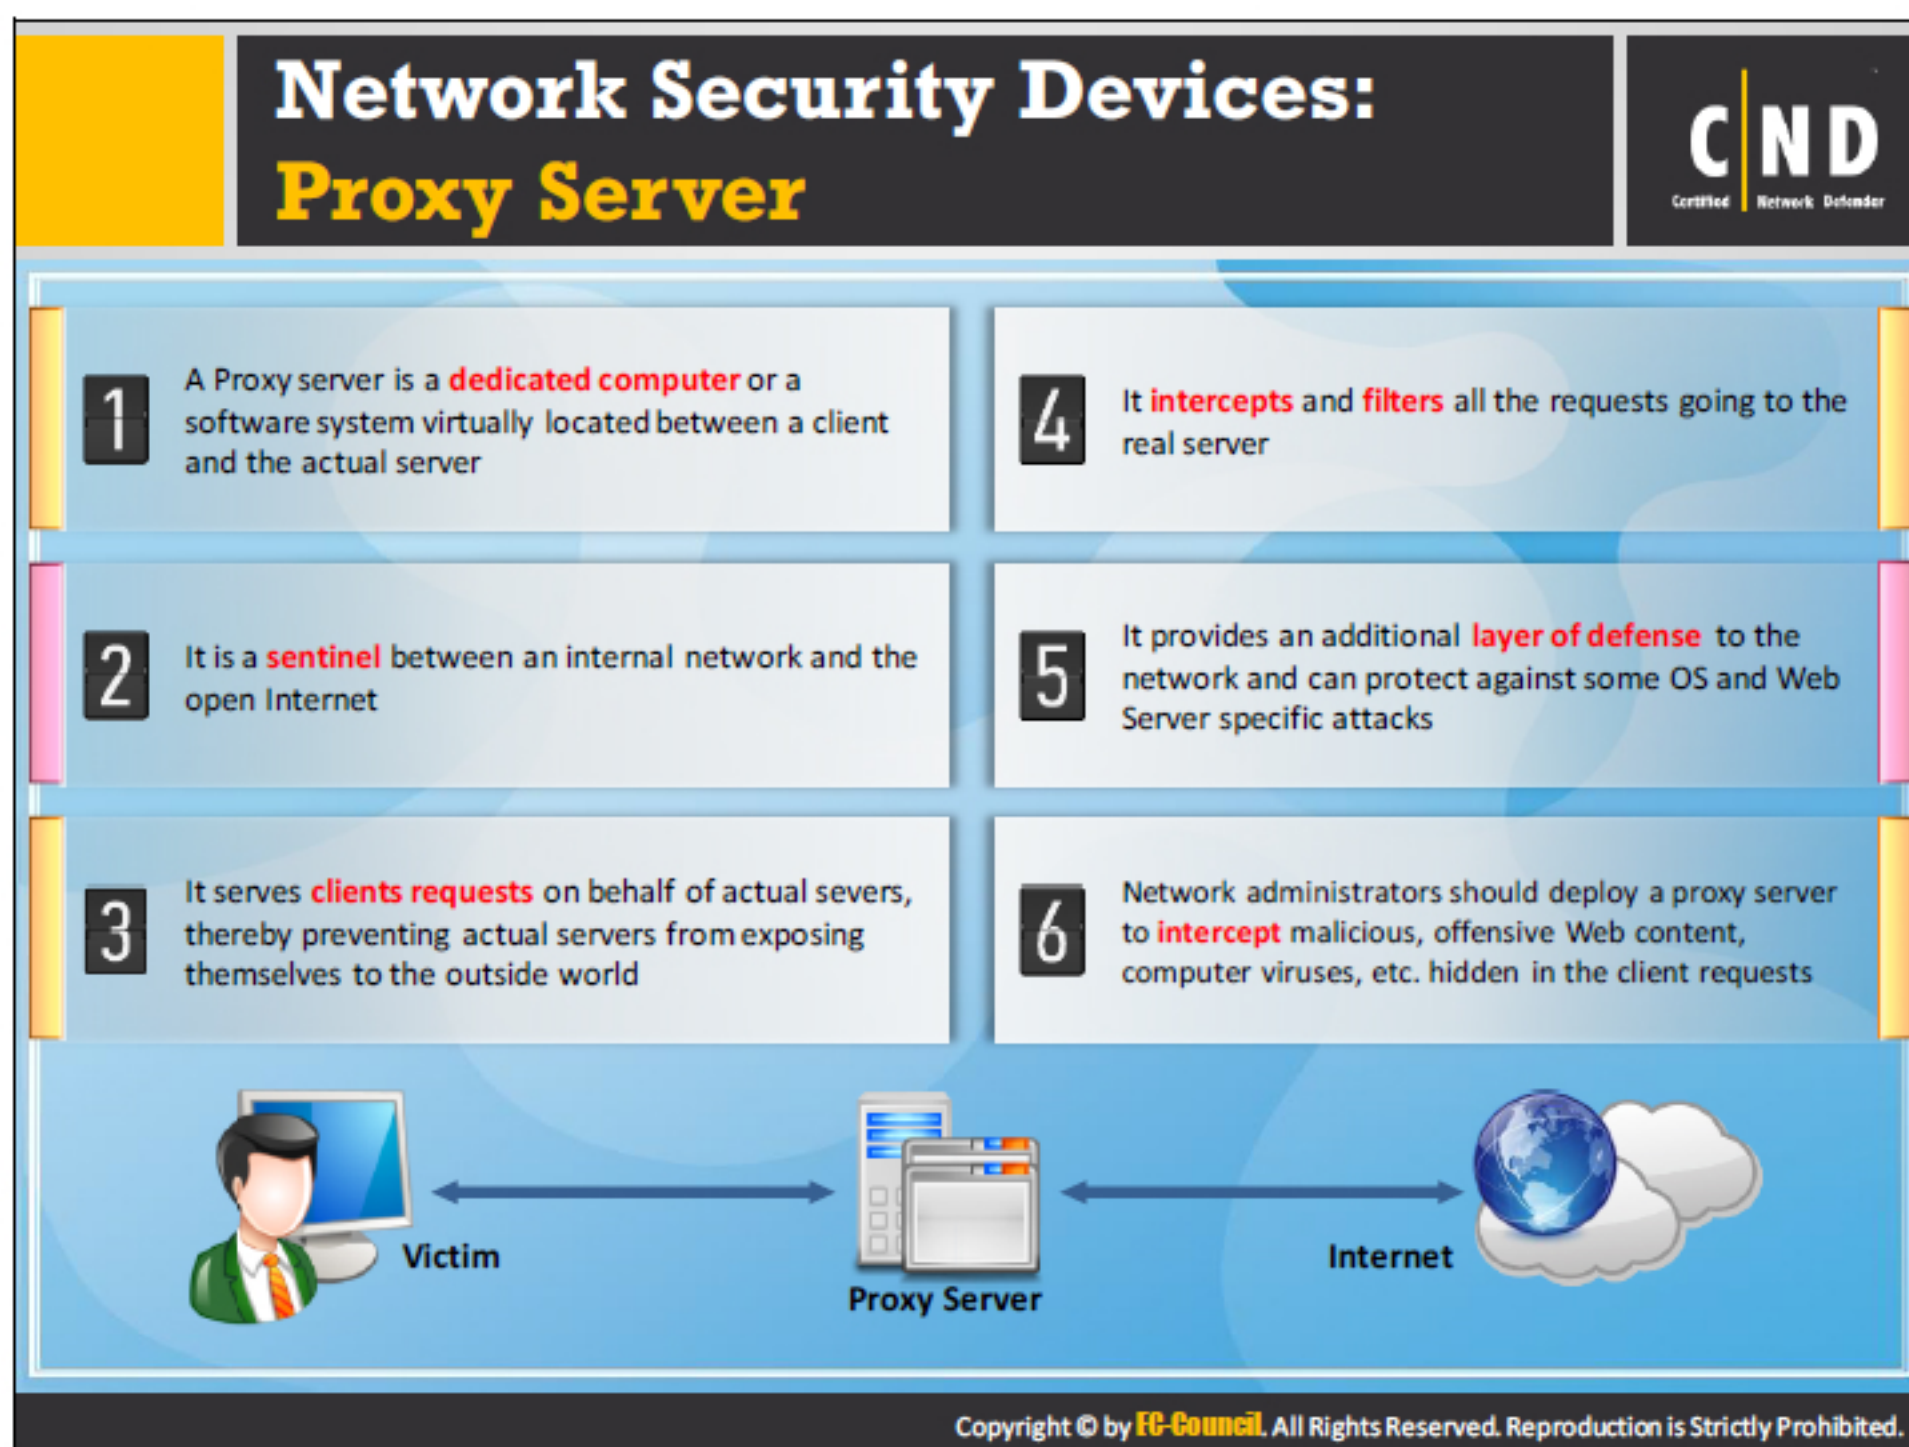 Network Security Devices:
Proxy Server
C|ND
Certified Network Defender
1
A Proxy server is a dedicated computer or a
software system virtually located between a client
and the actual server
2
It is a sentinel between an internal network and the
open Internet
3
It serves clients requests on behalf of actual severs,
thereby preventing actual servers from exposing
themselves to the outside world
4
It intercepts and filters all the requests going to the
real server
5
It provides an additional layer of defense to the
network and can protect against some OS and Web
Server specific attacks
6
Network administrators should deploy a proxy server
to intercept malicious, offensive Web content,
computer viruses, etc. hidden in the client requests
Victim
Proxy Server
Internet
Copyright © by EC-Council. All Rights Reserved. Reproduction is Strictly Prohibited.